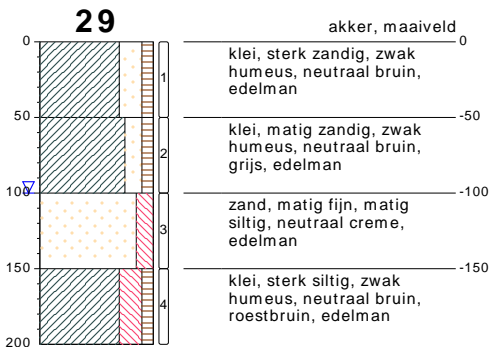 29
akker, maaiveld
0
0
klei, sterk zandig, zwak
humeus, neutraal bruin,
edelman
1
50
-50
klei, matig zandig, zwak
humeus, neutraal bruin,
grijs, edelman
2
100
-100
zand, matig fijn, matig
siltig, neutraal creme,
edelman
3
150
-150
klei, sterk siltig, zwak
humeus, neutraal bruin,
roestbruin, edelman
4
200